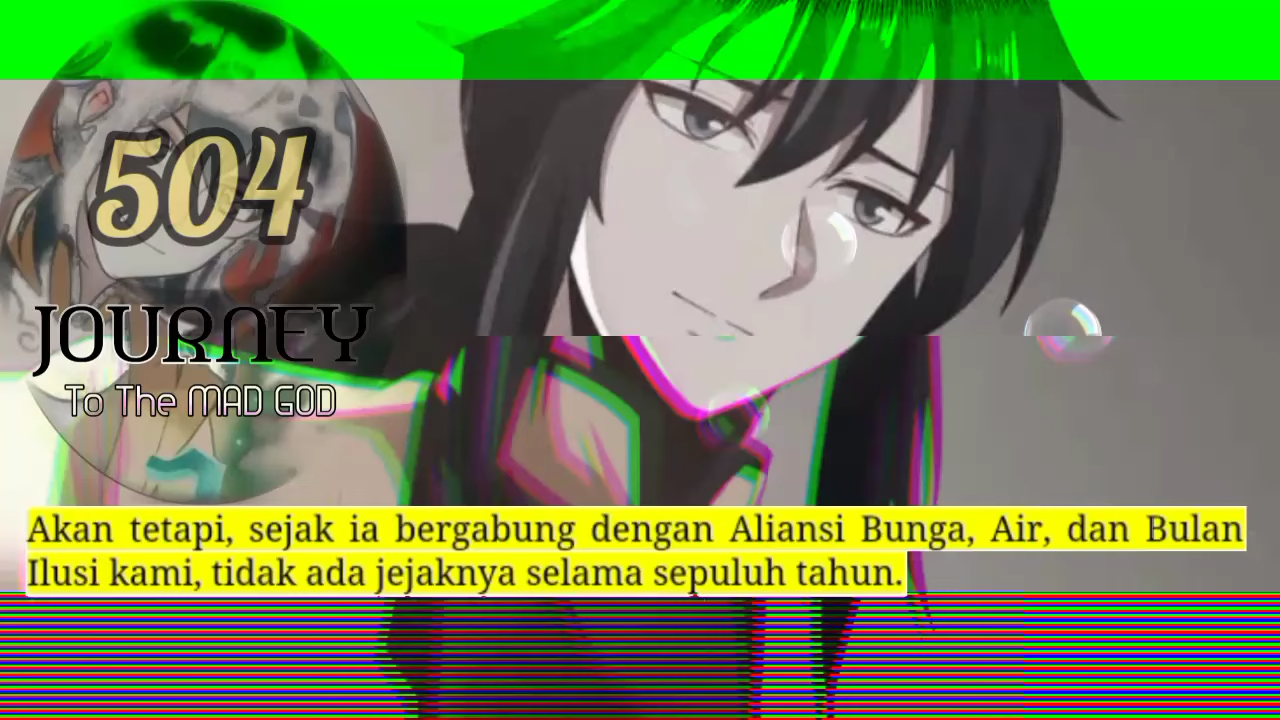 504
JOURNEY
To The MAD GOD
Akan tetapi, sejak ia bergabung dengan Aliansi Bunga, Air, dan Bulan
Ilusi kami, tidak ada jejaknya selama sepuluh tahun.